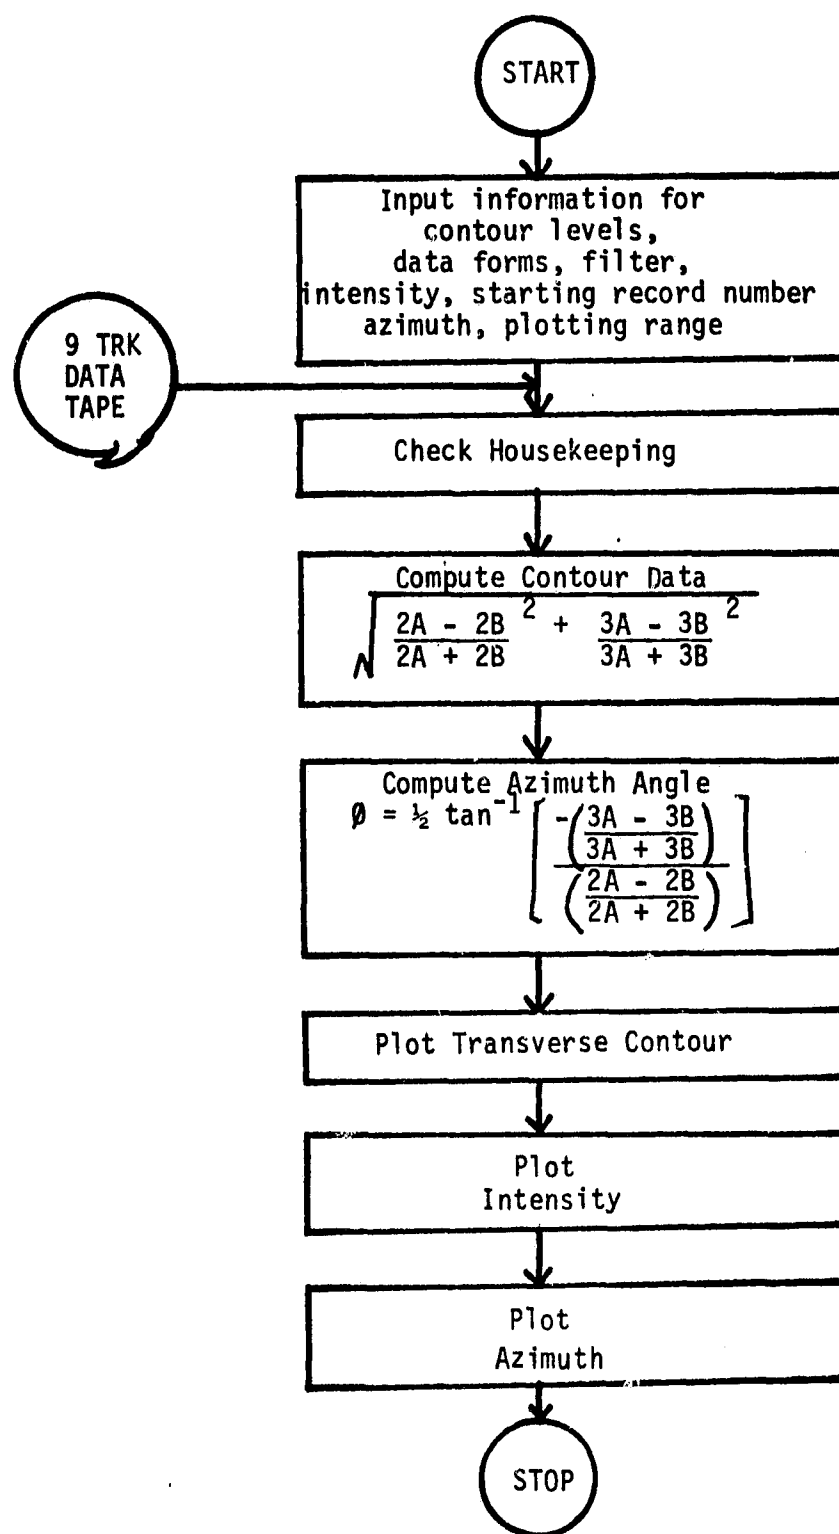 START
Input information for
contour levels,
data forms, filter,
intensity, starting record number
azimuth, plotting range
9 TRK
DATA
TAPE
Check Housekeeping
Compute Contour Data
√ 2A - 2B 2 + 3A - 3B 2
2A + 2B 3A + 3B
Compute Azimuth Angle
Ø = ½ tan-1 [ -(3A - 3B
3A + 3B)
(2A - 2B
2A + 2B) ]
Plot Transverse Contour
Plot
Intensity
Plot
Azimuth
STOP